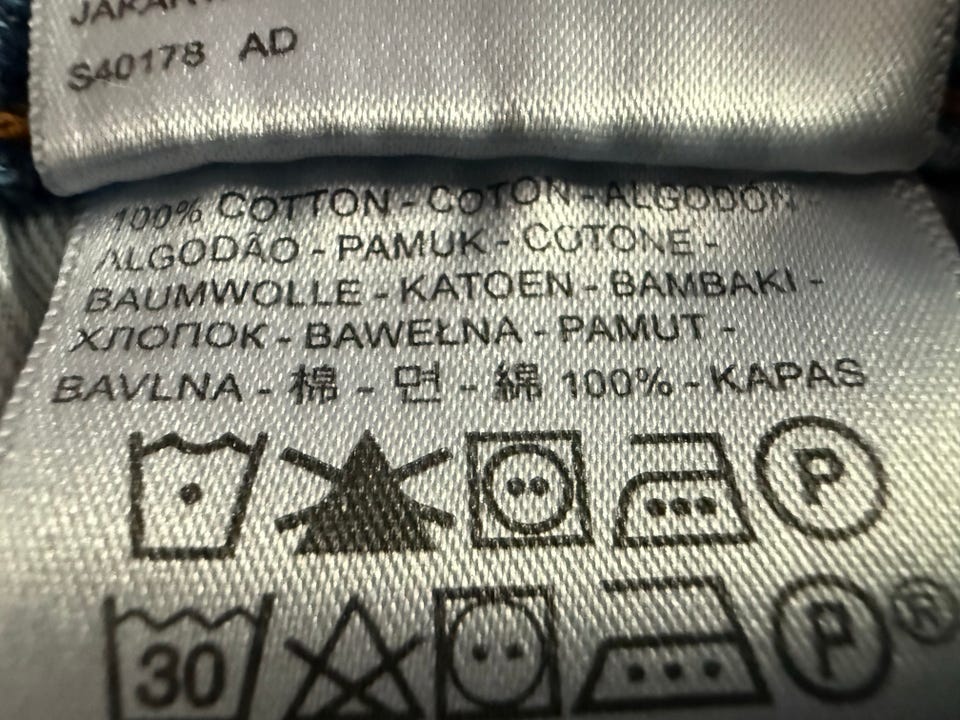 S40178 AD
100% COTTON - COTON - ALGODÓN -
ALGODÃO - PAMUK - COTONE -
BAUMWOLLE - KATOEN - BAMBAKI -
ХЛОПОК - BAWEŁNA - PAMUT -
BAVLNA - 棉 - 면 - 綿 100% - KAPAS
P
30 P ®